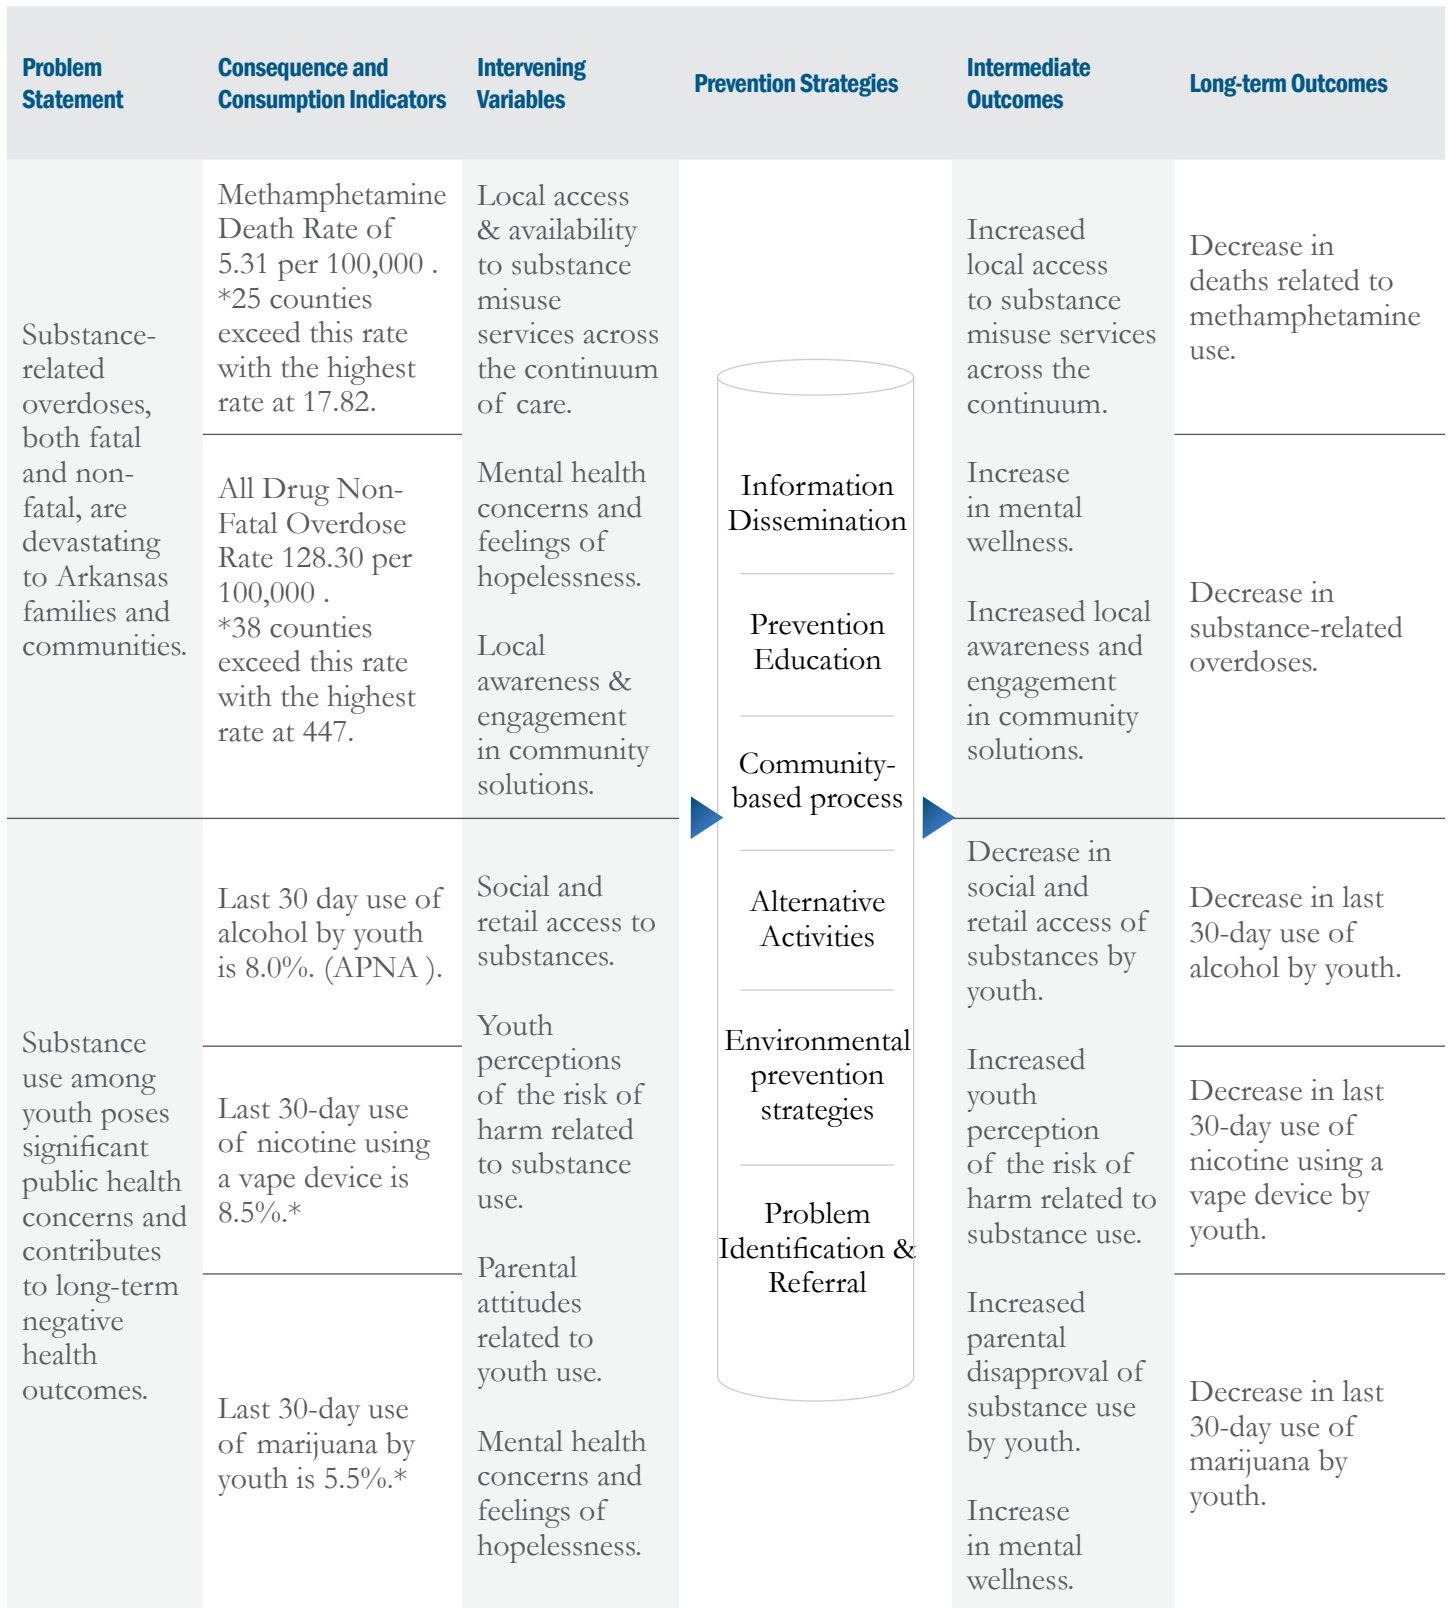 Problem
Statement
Consequence and
Consumption Indicators
Intervening
Variables
Prevention Strategies
Intermediate
Outcomes
Long-term Outcomes
Substance-
related
overdoses,
both fatal
and non-
fatal, are
devastating
to Arkansas
families and
communities.
Methamphetamine
Death Rate of
5.31 per 100,000 .
*25 counties
exceed this rate
with the highest
rate at 17.82.
All Drug Non-
Fatal Overdose
Rate 128.30 per
100,000 .
*38 counties
exceed this rate
with the highest
rate at 447.
Local access
& availability
to substance
misuse
services across
the continuum
of care.
Mental health
concerns and
feelings of
hopelessness.
Local
awareness &
engagement
in community
solutions.
Information
Dissemination
Prevention
Education
Community-
based process
Alternative
Activities
Environmental
prevention
strategies
Problem
Identification &
Referral
Increased
local access
to substance
misuse services
across the
continuum.
Increase
in mental
wellness.
Increased local
awareness and
engagement
in community
solutions.
Decrease in
deaths related to
methamphetamine
use.
Decrease in
substance-related
overdoses.
Substance
use among
youth poses
significant
public health
concerns and
contributes
to long-term
negative
health
outcomes.
Last 30 day use of
alcohol by youth
is 8.0%. (APNA ).
Last 30-day use
of nicotine using
a vape device is
8.5%.*
Last 30-day use
of marijuana by
youth is 5.5%.*
Social and
retail access to
substances.
Youth
perceptions
of the risk of
harm related
to substance
use.
Parental
attitudes
related to
youth use.
Mental health
concerns and
feelings of
hopelessness.
Decrease in
social and
retail access of
substances by
youth.
Increased
youth
perception
of the risk of
harm related to
substance use.
Increased
parental
disapproval of
substance use
by youth.
Increase
in mental
wellness.
Decrease in last
30-day use of
alcohol by youth.
Decrease in last
30-day use of
nicotine using a
vape device by
youth.
Decrease in last
30-day use of
marijuana by
youth.